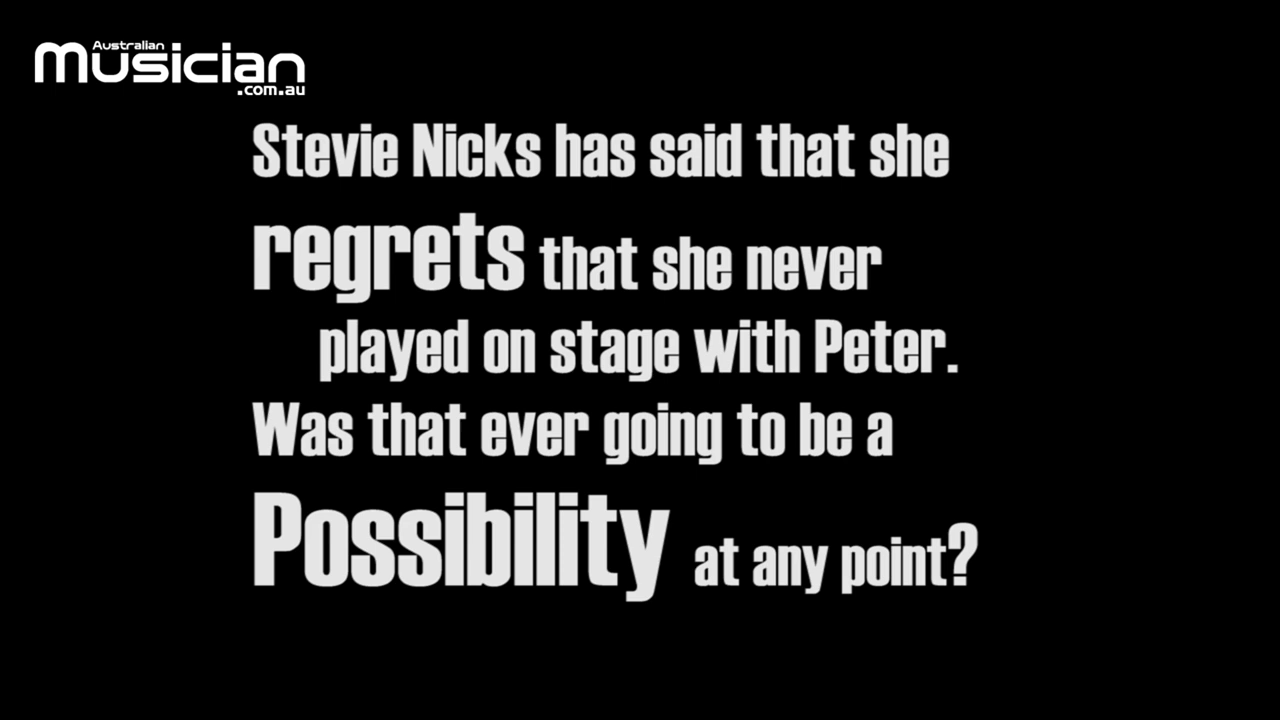 Australian
musician
.com.au
Stevie Nicks has said that she
regrets that she never
played on stage with Peter.
Was that ever going to be a
Possibility at any point?